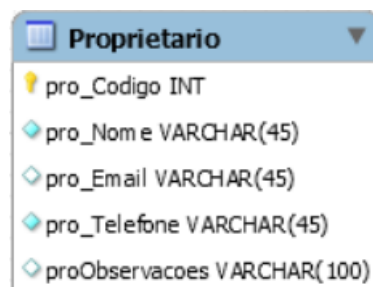 Proprietario
pro_Codigo INT
pro_Nome VARCHAR(45)
pro_Email VARCHAR(45)
pro_Telefone VARCHAR(45)
proObservacoes VARCHAR(100)